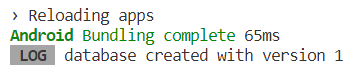 › Reloading apps
Android Bundling complete 65ms
LOG database created with version 1